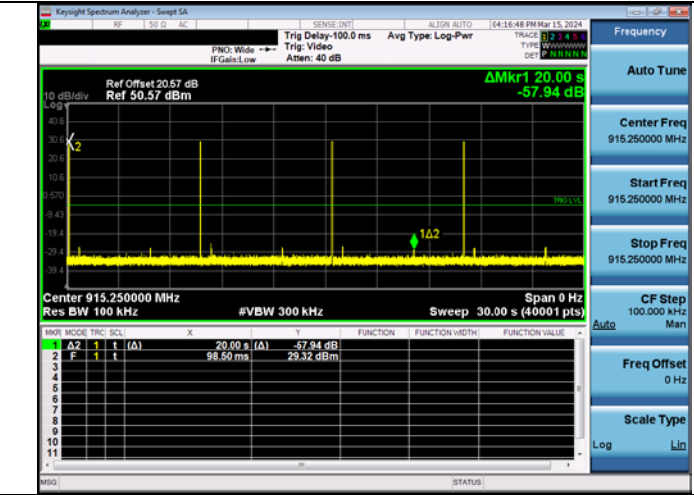 Keysight Spectrum Analyzer - Swept SA
RF 50 Ω AC SENSE:INT ALIGN AUTO 04:16:48 PM Mar 15, 2024
Trig Delay-100.0 ms Avg Type: Log-Pwr TRACE 1 2 3 4 5 6
PNO: Wide Trig: Video TYPE WWWWWW
IFGain:Low Atten: 40 dB DET P N N N N N
Frequency
Auto Tune
Ref Offset 20.57 dB ΔMkr1 20.00 s
10 dB/div Ref 50.57 dBm -57.94 dB
Log
40.6
30.6
2
20.6
10.6
0.570
TRIG LVL
-9.43
-19.4
1Δ2
-29.4
-39.4
Center 915.250000 MHz Span 0 Hz
Res BW 100 kHz #VBW 300 kHz Sweep 30.00 s (40001 pts)
Center Freq
915.250000 MHz
Start Freq
915.250000 MHz
Stop Freq
915.250000 MHz
CF Step
100.000 kHz
Auto Man
Freq Offset
0 Hz
Scale Type
Log Lin
MKR MODE TRC SCL X Y FUNCTION FUNCTION WIDTH FUNCTION VALUE
1 Δ2 1 t (Δ) 20.00 s (Δ) -57.94 dB
2 F 1 t 98.50 ms 29.32 dBm
3
4
5
6
7
8
9
10
11
MSG STATUS